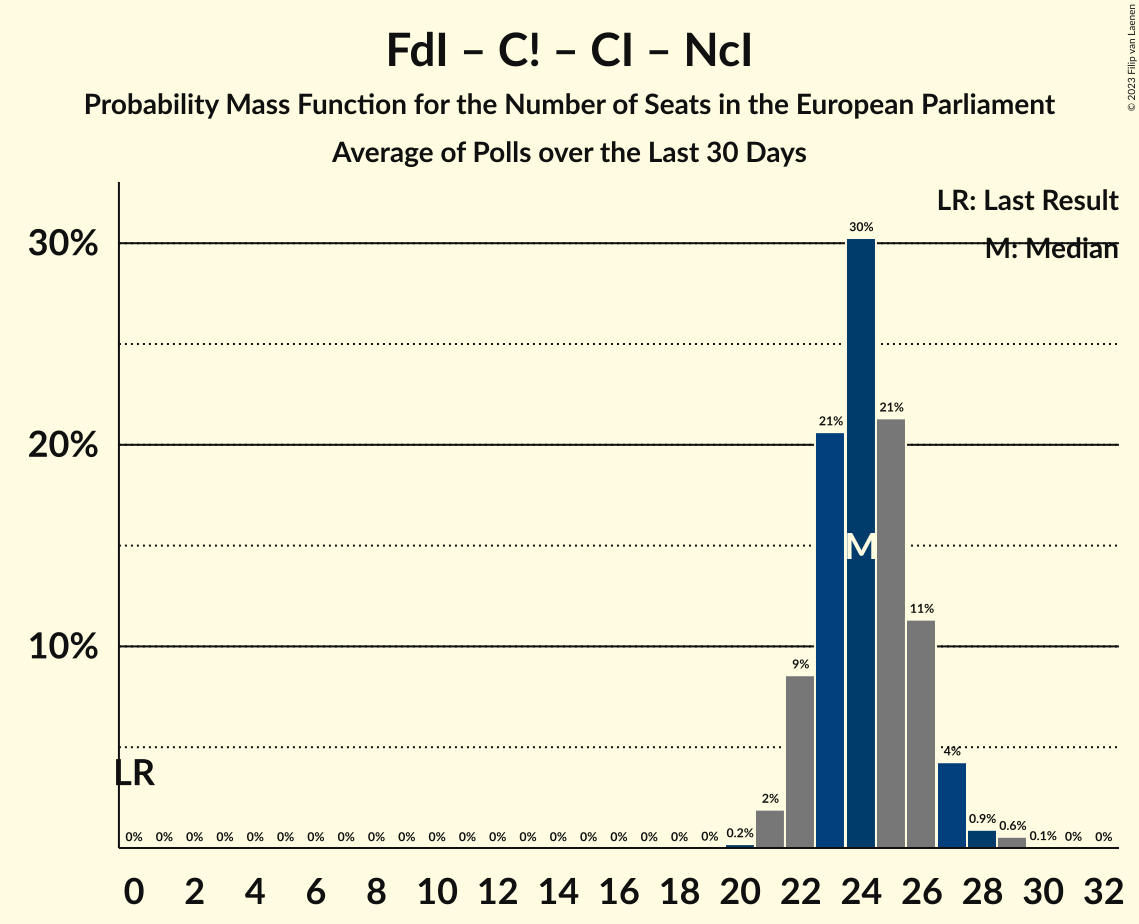 FdI – C! – CI – NcI
Probability Mass Function for the Number of Seats in the European Parliament
Average of Polls over the Last 30 Days
© 2023 Filip van Laenen
LR: Last Result
M: Median
30%
20%
10%
30%
21%
21%
M
11%
9%
4%
LR
2%
0% 0% 0% 0% 0% 0% 0% 0% 0% 0% 0% 0% 0% 0% 0% 0% 0% 0% 0% 0% 0.2% 0.9% 0.6% 0.1% 0% 0%
0 2 4 6 8 10 12 14 16 18 20 22 24 26 28 30 32